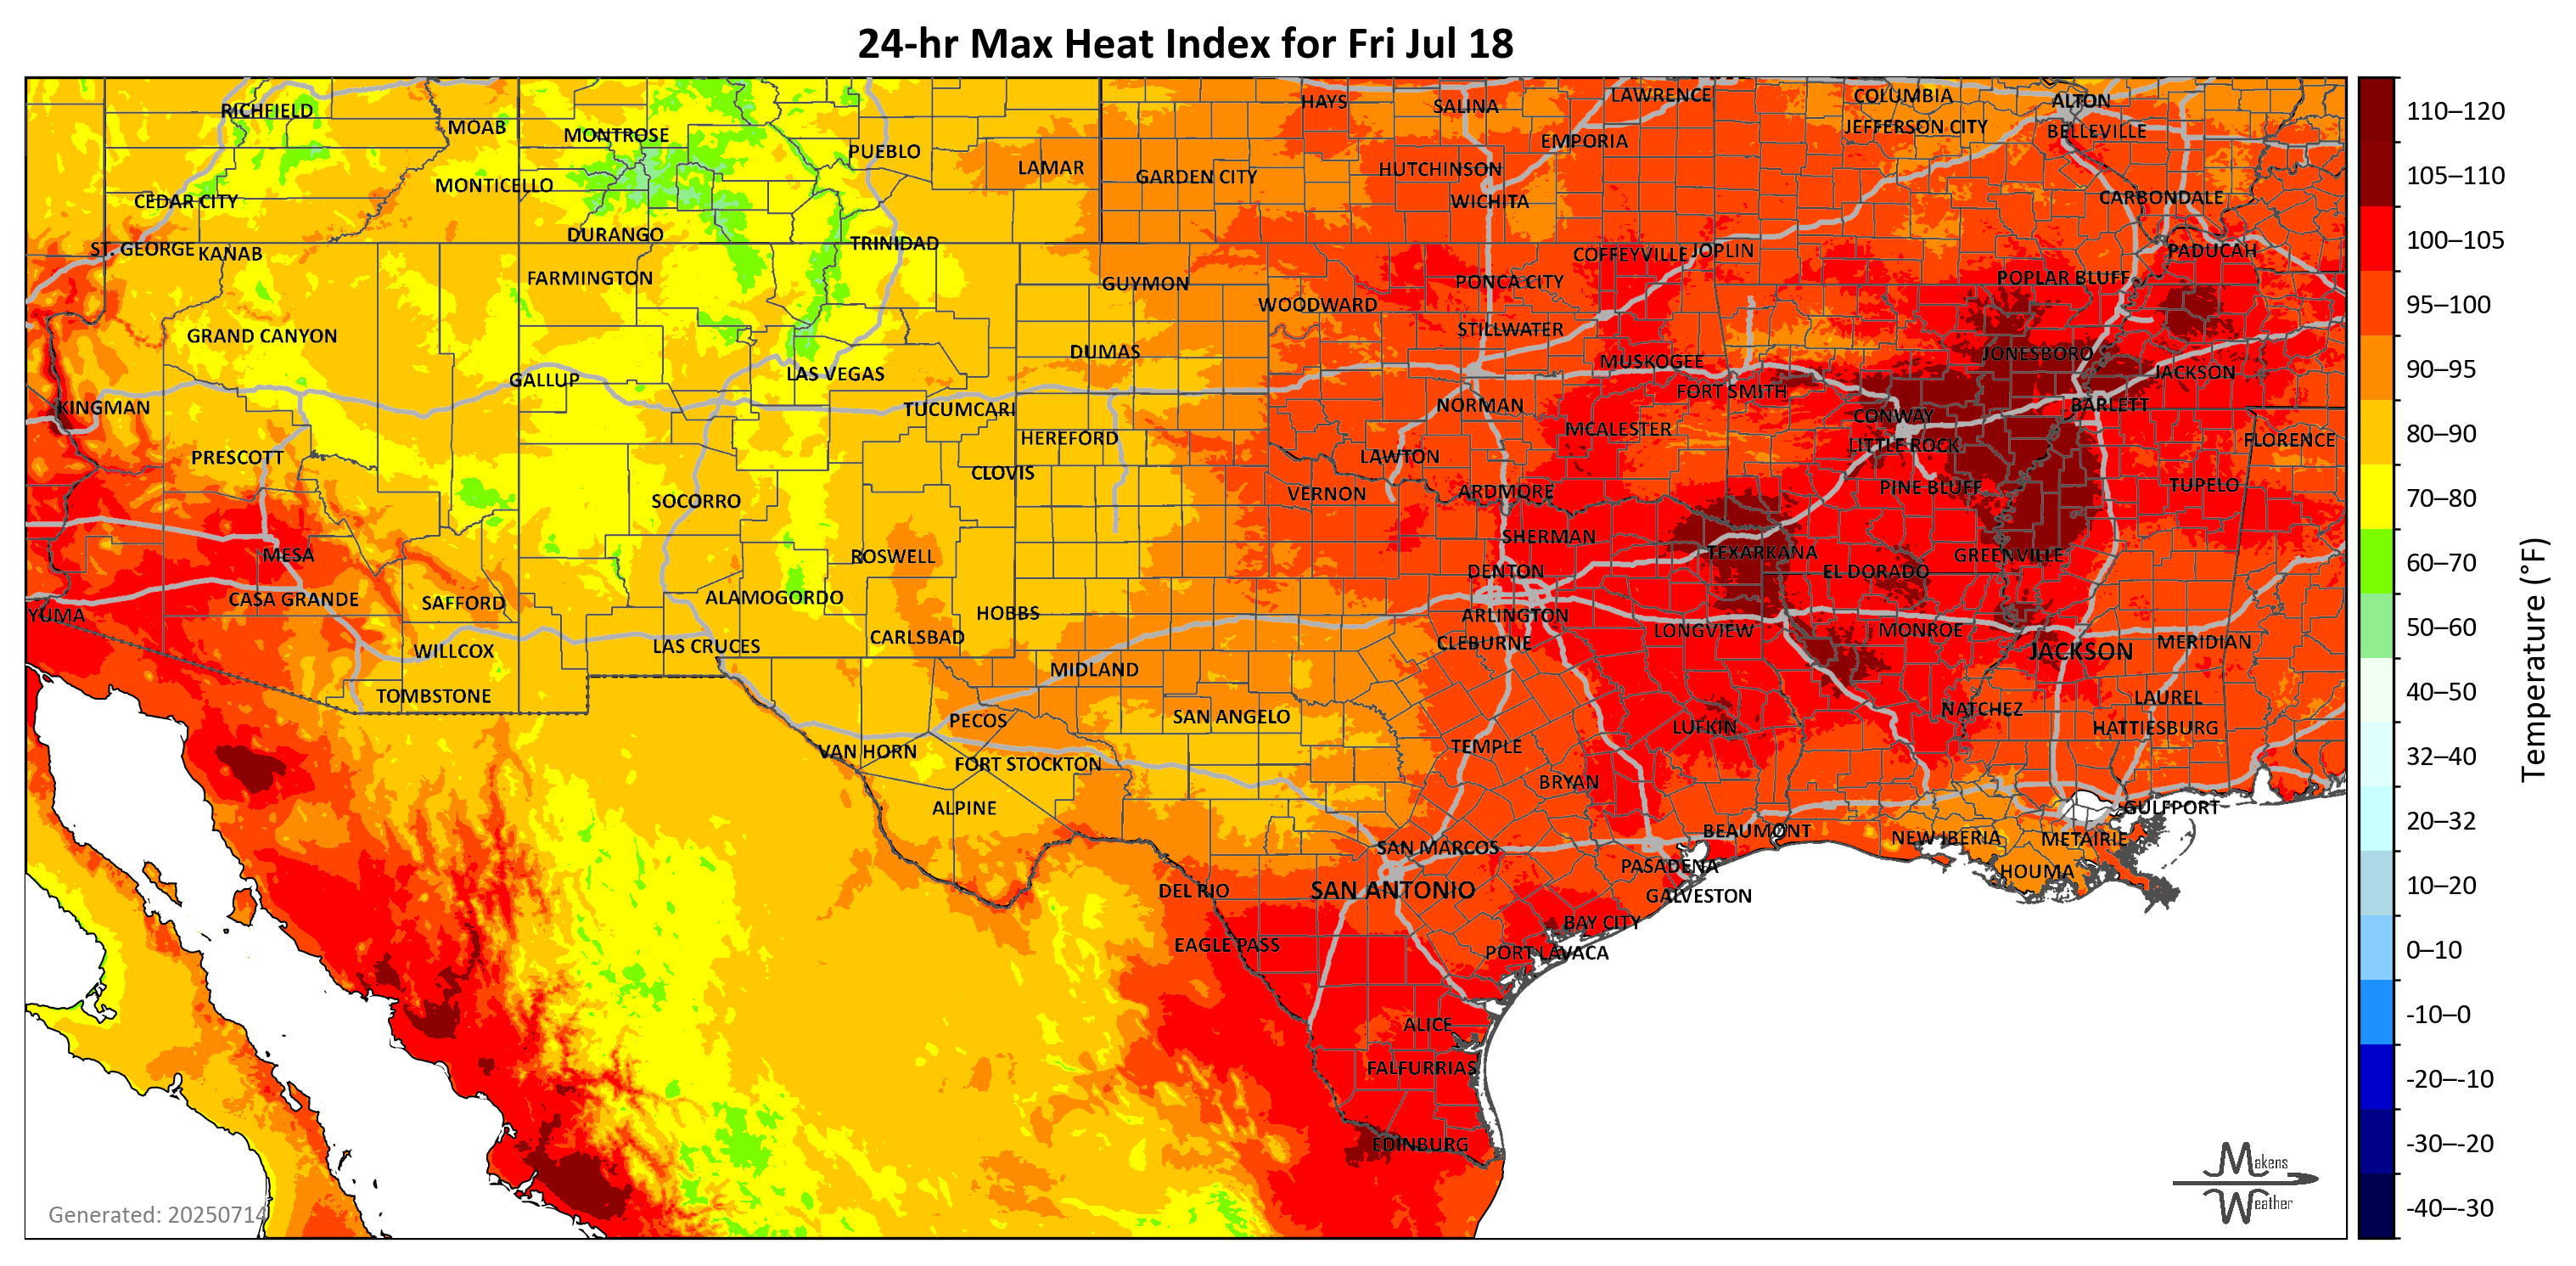 24-hr Max Heat Index for Fri Jul 18
RICHFIELD
MOAB
MONTROSE
PUEBLO
LAMAR
GARDEN CITY
HAYS
SALINA
LAWRENCE
EMPORIA
HUTCHINSON
WICHITA
COLUMBIA
JEFFERSON CITY
ALTON
BELLEVILLE
CARBONDALE
MONTICELLO
CEDAR CITY
ST. GEORGE
KANAB
DURANGO
TRINIDAD
FARMINGTON
GUYMON
WOODWARD
PONCA CITY
COFFEYVILLE
JOPLIN
POPLAR BLUFF
PADUCAH
GRAND CANYON
STILLWATER
DUMAS
MUSKOGEE
JONESBORO
JACKSON
GALLUP
LAS VEGAS
FORT SMITH
KINGMAN
TUCUMCARI
NORMAN
CONWAY
BARLETT
HEREFORD
MCALESTER
LITTLE ROCK
FLORENCE
PRESCOTT
CLOVIS
LAWTON
PINE BLUFF
TUPELO
SOCORRO
VERNON
ARDMORE
MESA
ROSWELL
SHERMAN
TEXARKANA
GREENVILLE
DENTON
EL DORADO
CASA GRANDE
SAFFORD
ALAMOGORDO
HOBBS
YUMA
ARLINGTON
LONGVIEW
MONROE
CARLSBAD
CLEBURNE
JACKSON
MERIDIAN
WILLCOX
LAS CRUCES
MIDLAND
TOMBSTONE
PECOS
SAN ANGELO
LUFKIN
NATCHEZ
LAUREL
HATTIESBURG
VAN HORN
FORT STOCKTON
TEMPLE
BRYAN
ALPINE
BEAUMONT
NEW IBERIA
METAIRIE
GULFPORT
SAN MARCOS
PASADENA
HOUMA
DEL RIO
SAN ANTONIO
GALVESTON
BAY CITY
EAGLE PASS
PORT LAVACA
ALICE
FALFURRIAS
EDINBURG
Generated: 20250714
Makens
Weather
110–120
105–110
100–105
95–100
90–95
80–90
70–80
60–70
50–60
40–50
32–40
20–32
10–20
0–10
-10–0
-20–-10
-30–-20
-40–-30
Temperature (°F)